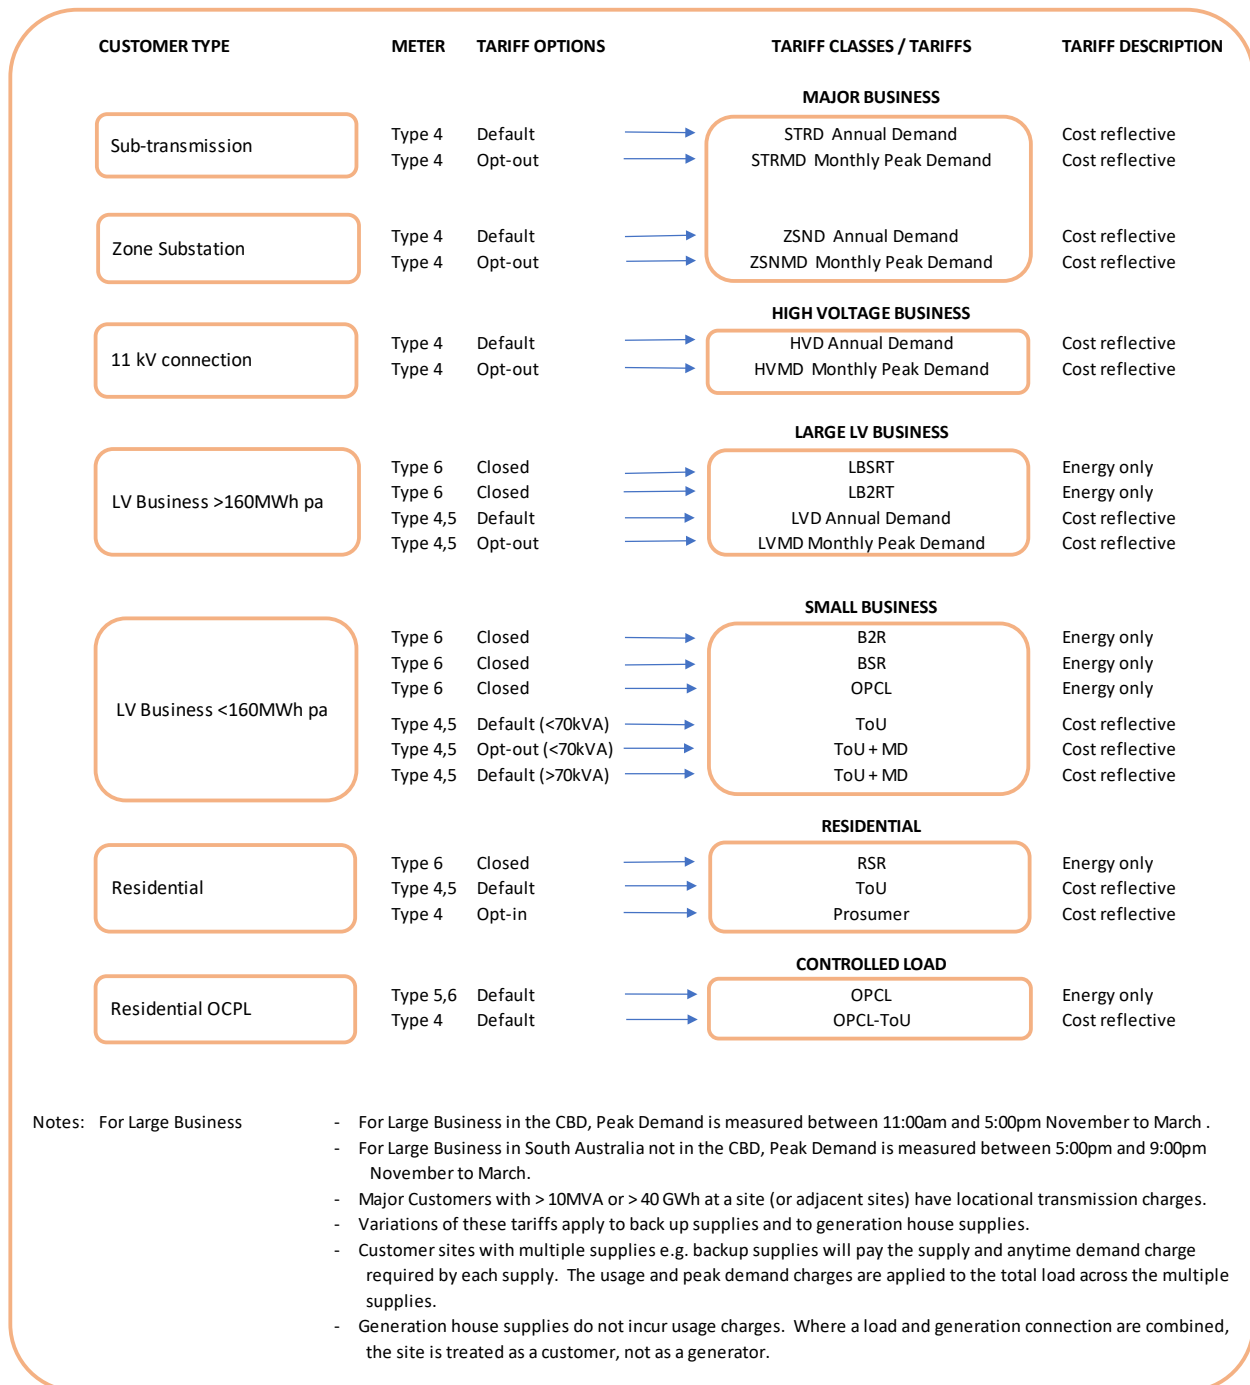 CUSTOMER TYPE METER TARIFF OPTIONS TARIFF CLASSES / TARIFFS TARIFF DESCRIPTION
MAJOR BUSINESS
Sub-transmission
Type 4 Default STRD Annual Demand Cost reflective
Type 4 Opt-out STRMD Monthly Peak Demand Cost reflective
Zone Substation
Type 4 Default ZSND Annual Demand Cost reflective
Type 4 Opt-out ZSNMD Monthly Peak Demand Cost reflective
HIGH VOLTAGE BUSINESS
11 kV connection
Type 4 Default HVD Annual Demand Cost reflective
Type 4 Opt-out HVMD Monthly Peak Demand Cost reflective
LARGE LV BUSINESS
LV Business >160MWh pa
Type 6 Closed LBSRT Energy only
Type 6 Closed LB2RT Energy only
Type 4,5 Default LVD Annual Demand Cost reflective
Type 4,5 Opt-out LVMD Monthly Peak Demand Cost reflective
SMALL BUSINESS
LV Business <160MWh pa
Type 6 Closed B2R Energy only
Type 6 Closed BSR Energy only
Type 6 Closed OPCL Energy only
Type 4,5 Default (<70kVA) ToU Cost reflective
Type 4,5 Opt-out (<70kVA) ToU + MD Cost reflective
Type 4,5 Default (>70kVA) ToU + MD Cost reflective
RESIDENTIAL
Residential
Type 6 Closed RSR Energy only
Type 4,5 Default ToU Cost reflective
Type 4 Opt-in Prosumer Cost reflective
CONTROLLED LOAD
Residential OCPL
Type 5,6 Default OPCL Energy only
Type 4 Default OPCL-ToU Cost reflective
Notes: For Large Business - For Large Business in the CBD, Peak Demand is measured between 11:00am and 5:00pm November to March .
- For Large Business in South Australia not in the CBD, Peak Demand is measured between 5:00pm and 9:00pm
November to March.
- Major Customers with > 10MVA or > 40 GWh at a site (or adjacent sites) have locational transmission charges.
- Variations of these tariffs apply to back up supplies and to generation house supplies.
- Customer sites with multiple supplies e.g. backup supplies will pay the supply and anytime demand charge
required by each supply. The usage and peak demand charges are applied to the total load across the multiple
supplies.
- Generation house supplies do not incur usage charges. Where a load and generation connection are combined,
the site is treated as a customer, not as a generator.